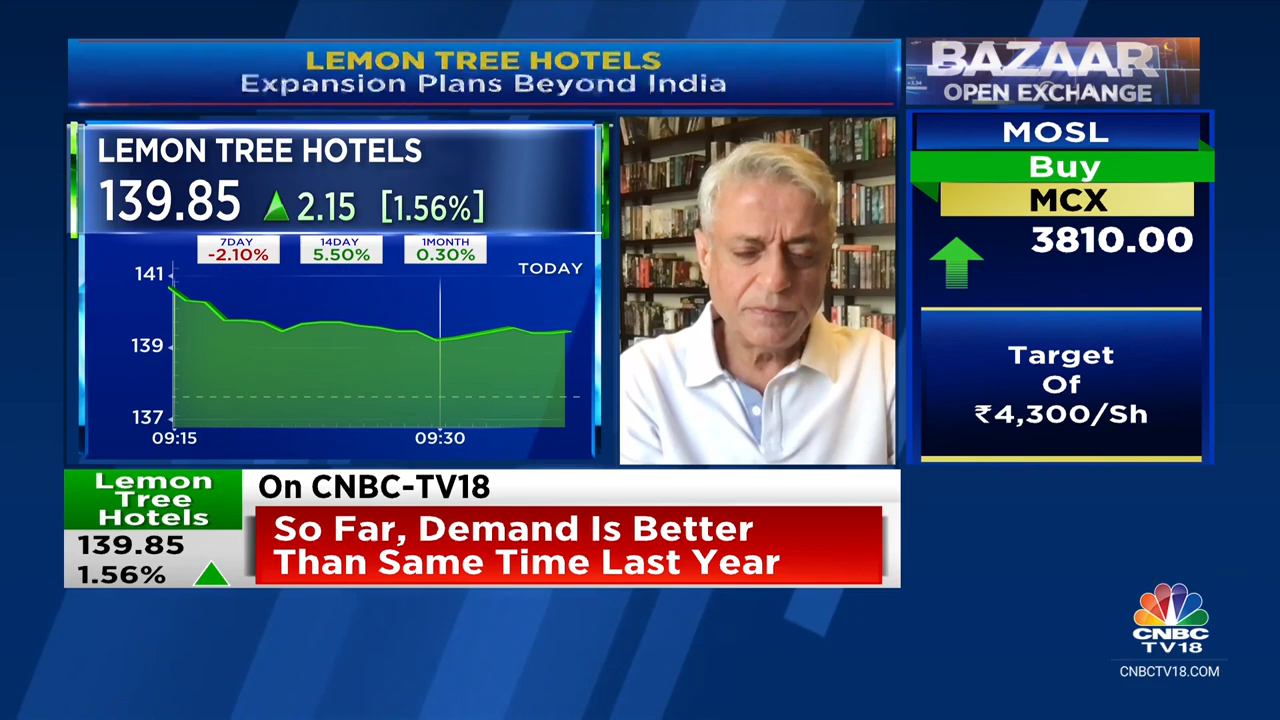 LEMON TREE HOTELS
Expansion Plans Beyond India
BAZAAR
OPEN EXCHANGE
LEMON TREE HOTELS
139.85 2.15 [1.56%]
7DAY
-2.10%
14DAY
5.50%
1MONTH
0.30%
TODAY
141
139
137
09:15
09:30
MOSL
Buy
MCX
3810.00
Target
Of
₹4,300/Sh
Lemon
Tree
Hotels
139.85
1.56%
On CNBC-TV18
So Far, Demand Is Better
Than Same Time Last Year
CNBC
TV18
CNBCTV18.COM